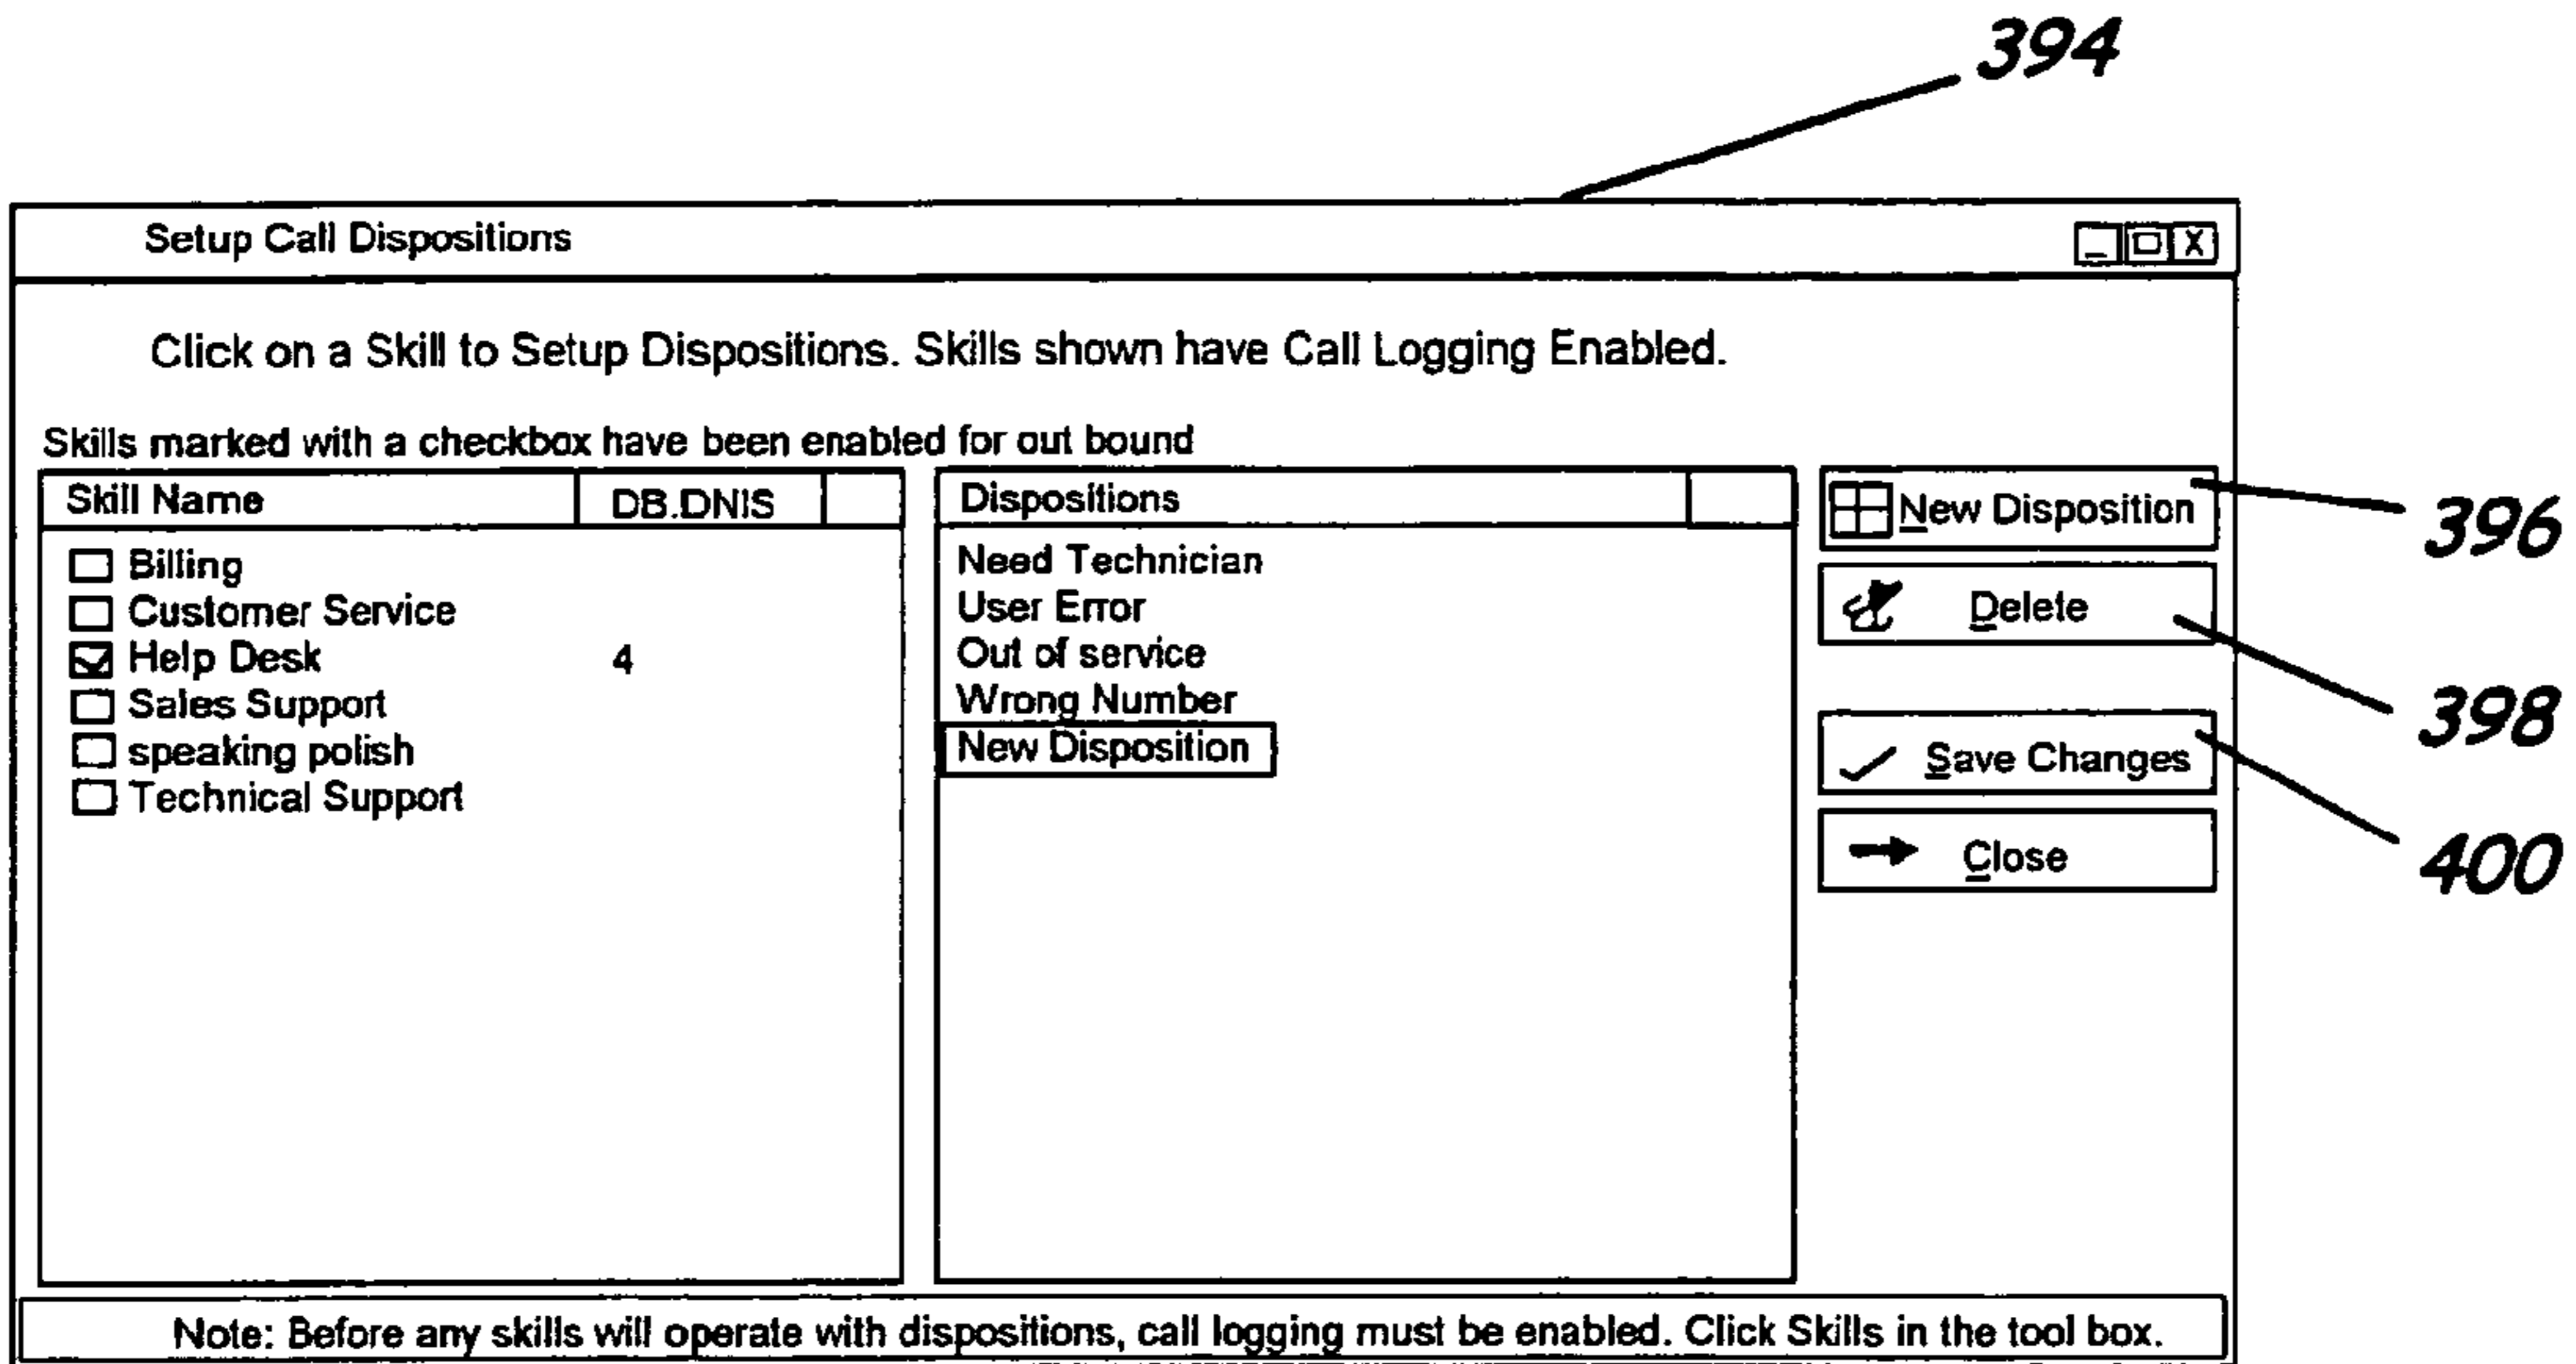 394
Setup Call Dispositions
Click on a Skill to Setup Dispositions. Skills shown have Call Logging Enabled.
Skills marked with a checkbox have been enabled for out bound
Skill Name DB.DNIS
Billing
Customer Service
Help Desk 4
Sales Support
speaking polish
Technical Support
Dispositions
Need Technician
User Error
Out of service
Wrong Number
New Disposition
New Disposition
Delete
Save Changes
Close
396
398
400
Note: Before any skills will operate with dispositions, call logging must be enabled. Click Skills in the tool box.